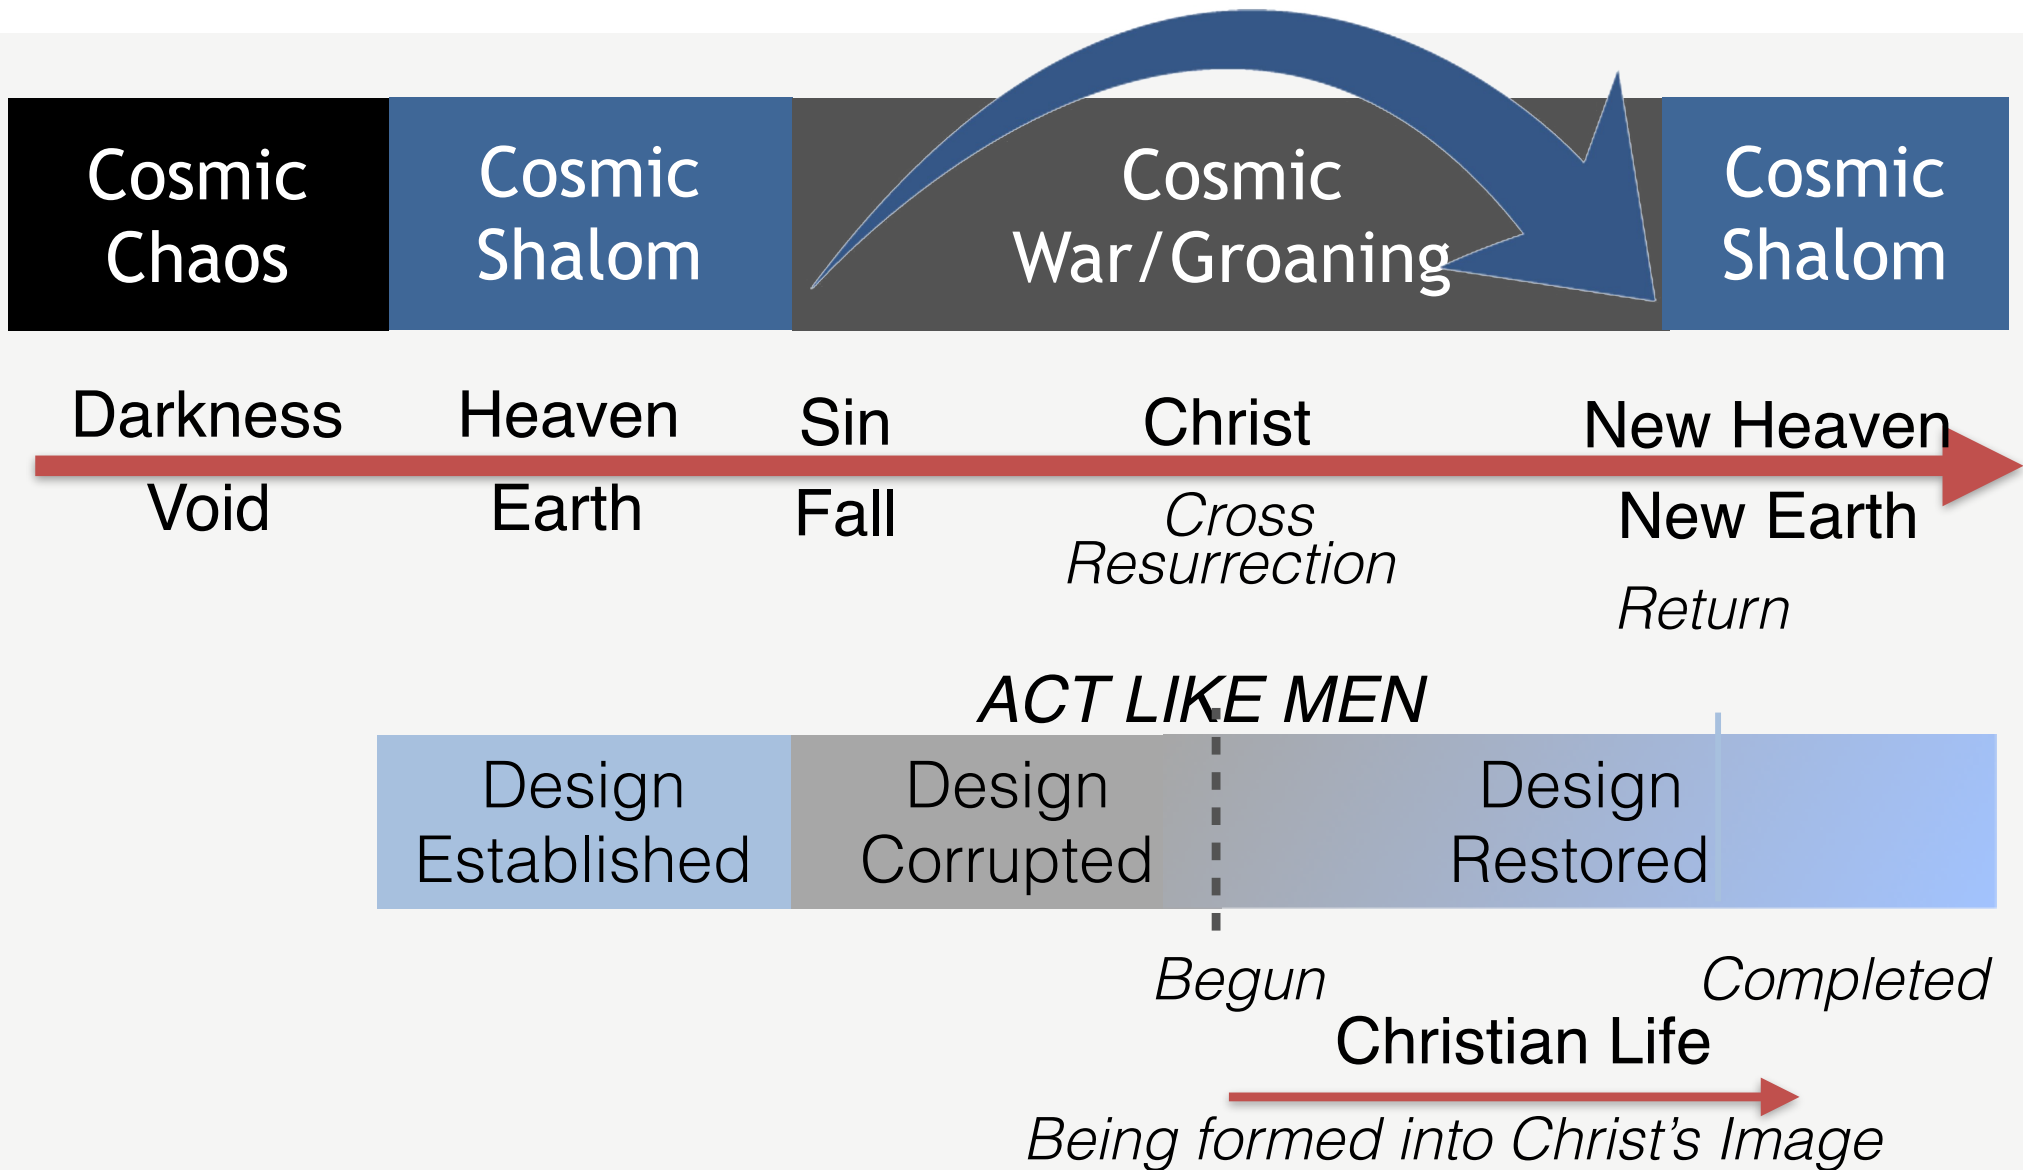 Cosmic
Chaos
Cosmic
Shalom
Cosmic
War/Groaning
Cosmic
Shalom
Darkness
Void
Heaven
Earth
Sin
Fall
Christ
Cross
Resurrection
New Heaven
New Earth
Return
ACT LIKE MEN
Design
Established
Design
Corrupted
Design
Restored
Begun
Completed
Christian Life
Being formed into Christ’s Image